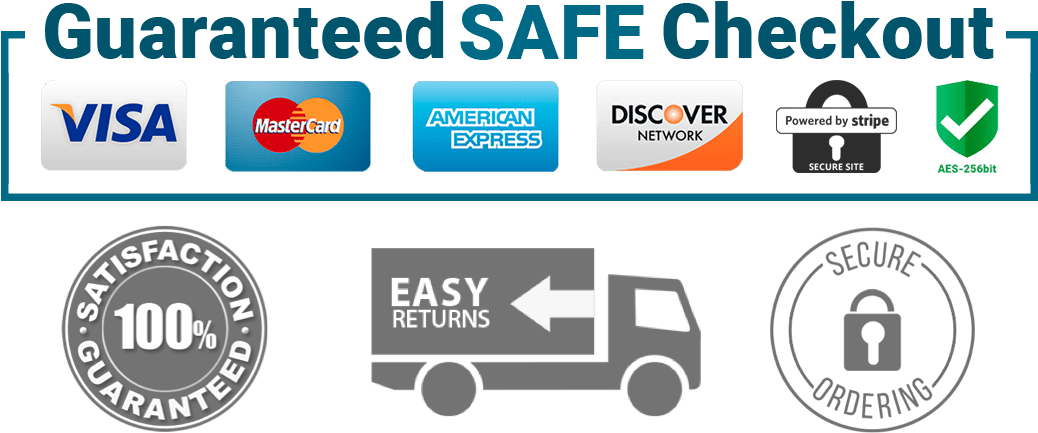 Guaranteed SAFE Checkout
VISA
MasterCard
AMERICAN
EXPRESS
DISCOVER
NETWORK
Powered by stripe
SECURE SITE
AES-256bit
SATISFACTION
100%
GUARANTEED
EASY
RETURNS
SECURE
ORDERING